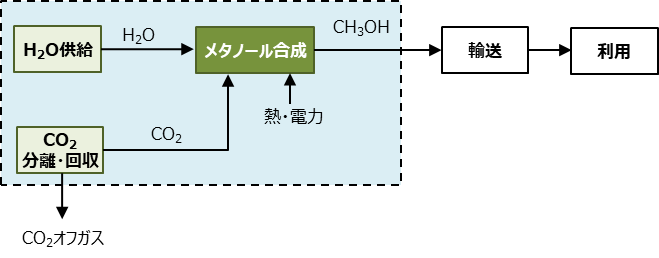 H₂O供給
H₂O
メタノール合成
CH₃OH
輸送
利用
熱・電力
CO₂
分離・回収
CO₂
CO₂オフガス